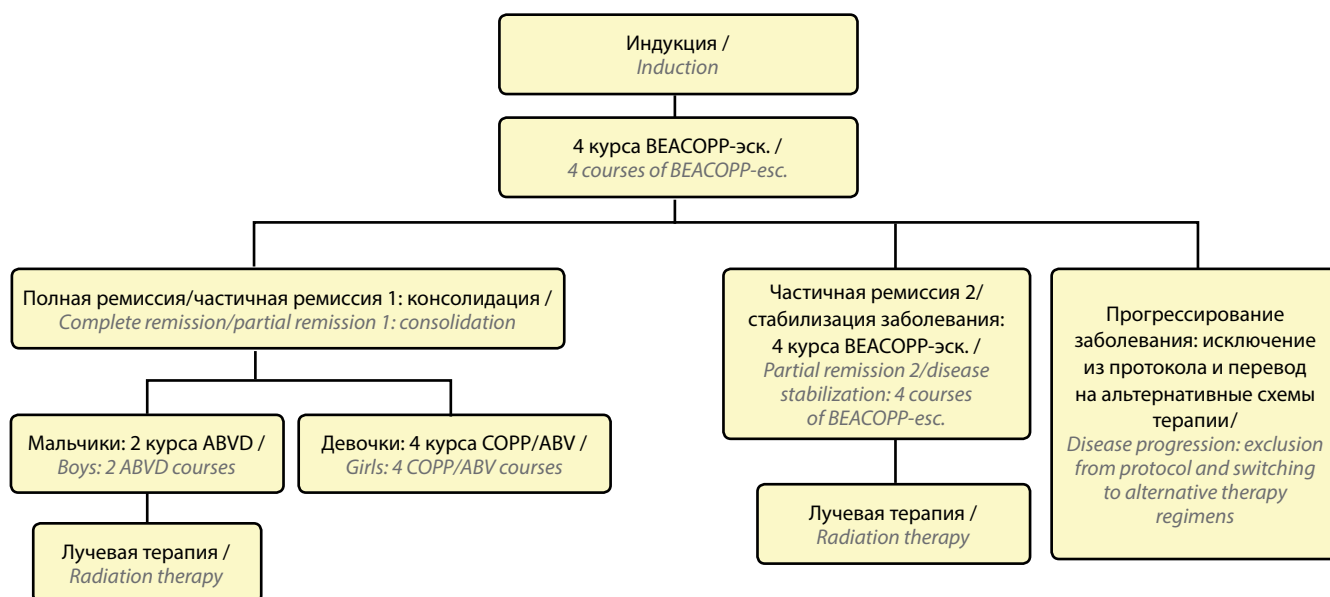 Индукция /
Induction
4 курса BEACOPP-эск. /
4 courses of BEACOPP-esc.
Полная ремиссия/частичная ремиссия 1: консолидация /
Complete remission/partial remission 1: consolidation
Мальчики: 2 курса ABVD /
Boys: 2 ABVD courses
Девочки: 4 курса COPP/ABV /
Girls: 4 COPP/ABV courses
Лучевая терапия /
Radiation therapy
Частичная ремиссия 2/
стабилизация заболевания:
4 курса BEACOPP-эск. /
Partial remission 2/disease
stabilization: 4 courses
of BEACOPP-esc.
Лучевая терапия /
Radiation therapy
Прогрессирование
заболевания: исключение
из протокола и перевод
на альтернативные схемы
терапии/
Disease progression: exclusion
from protocol and switching
to alternative therapy
regimens